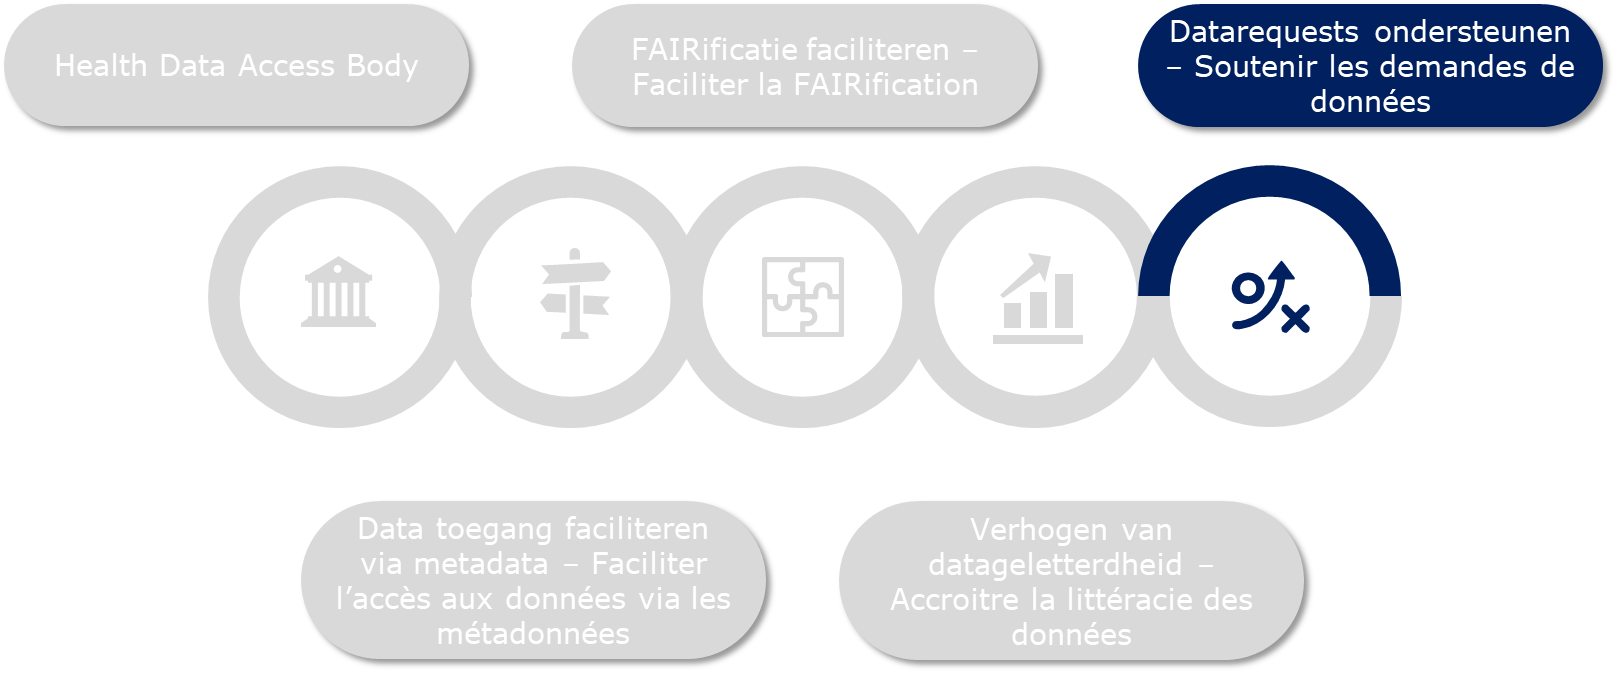 Health Data Access Body
FAIRificatie faciliteren –
Faciliter la FAIRification
Datarequests ondersteunen
– Soutenir les demandes de
données
Data toegang faciliteren
via metadata – Faciliter
l’accès aux données via les
métadonnées
Verhogen van
datageletterdheid –
Accroitre la littéracie des
données